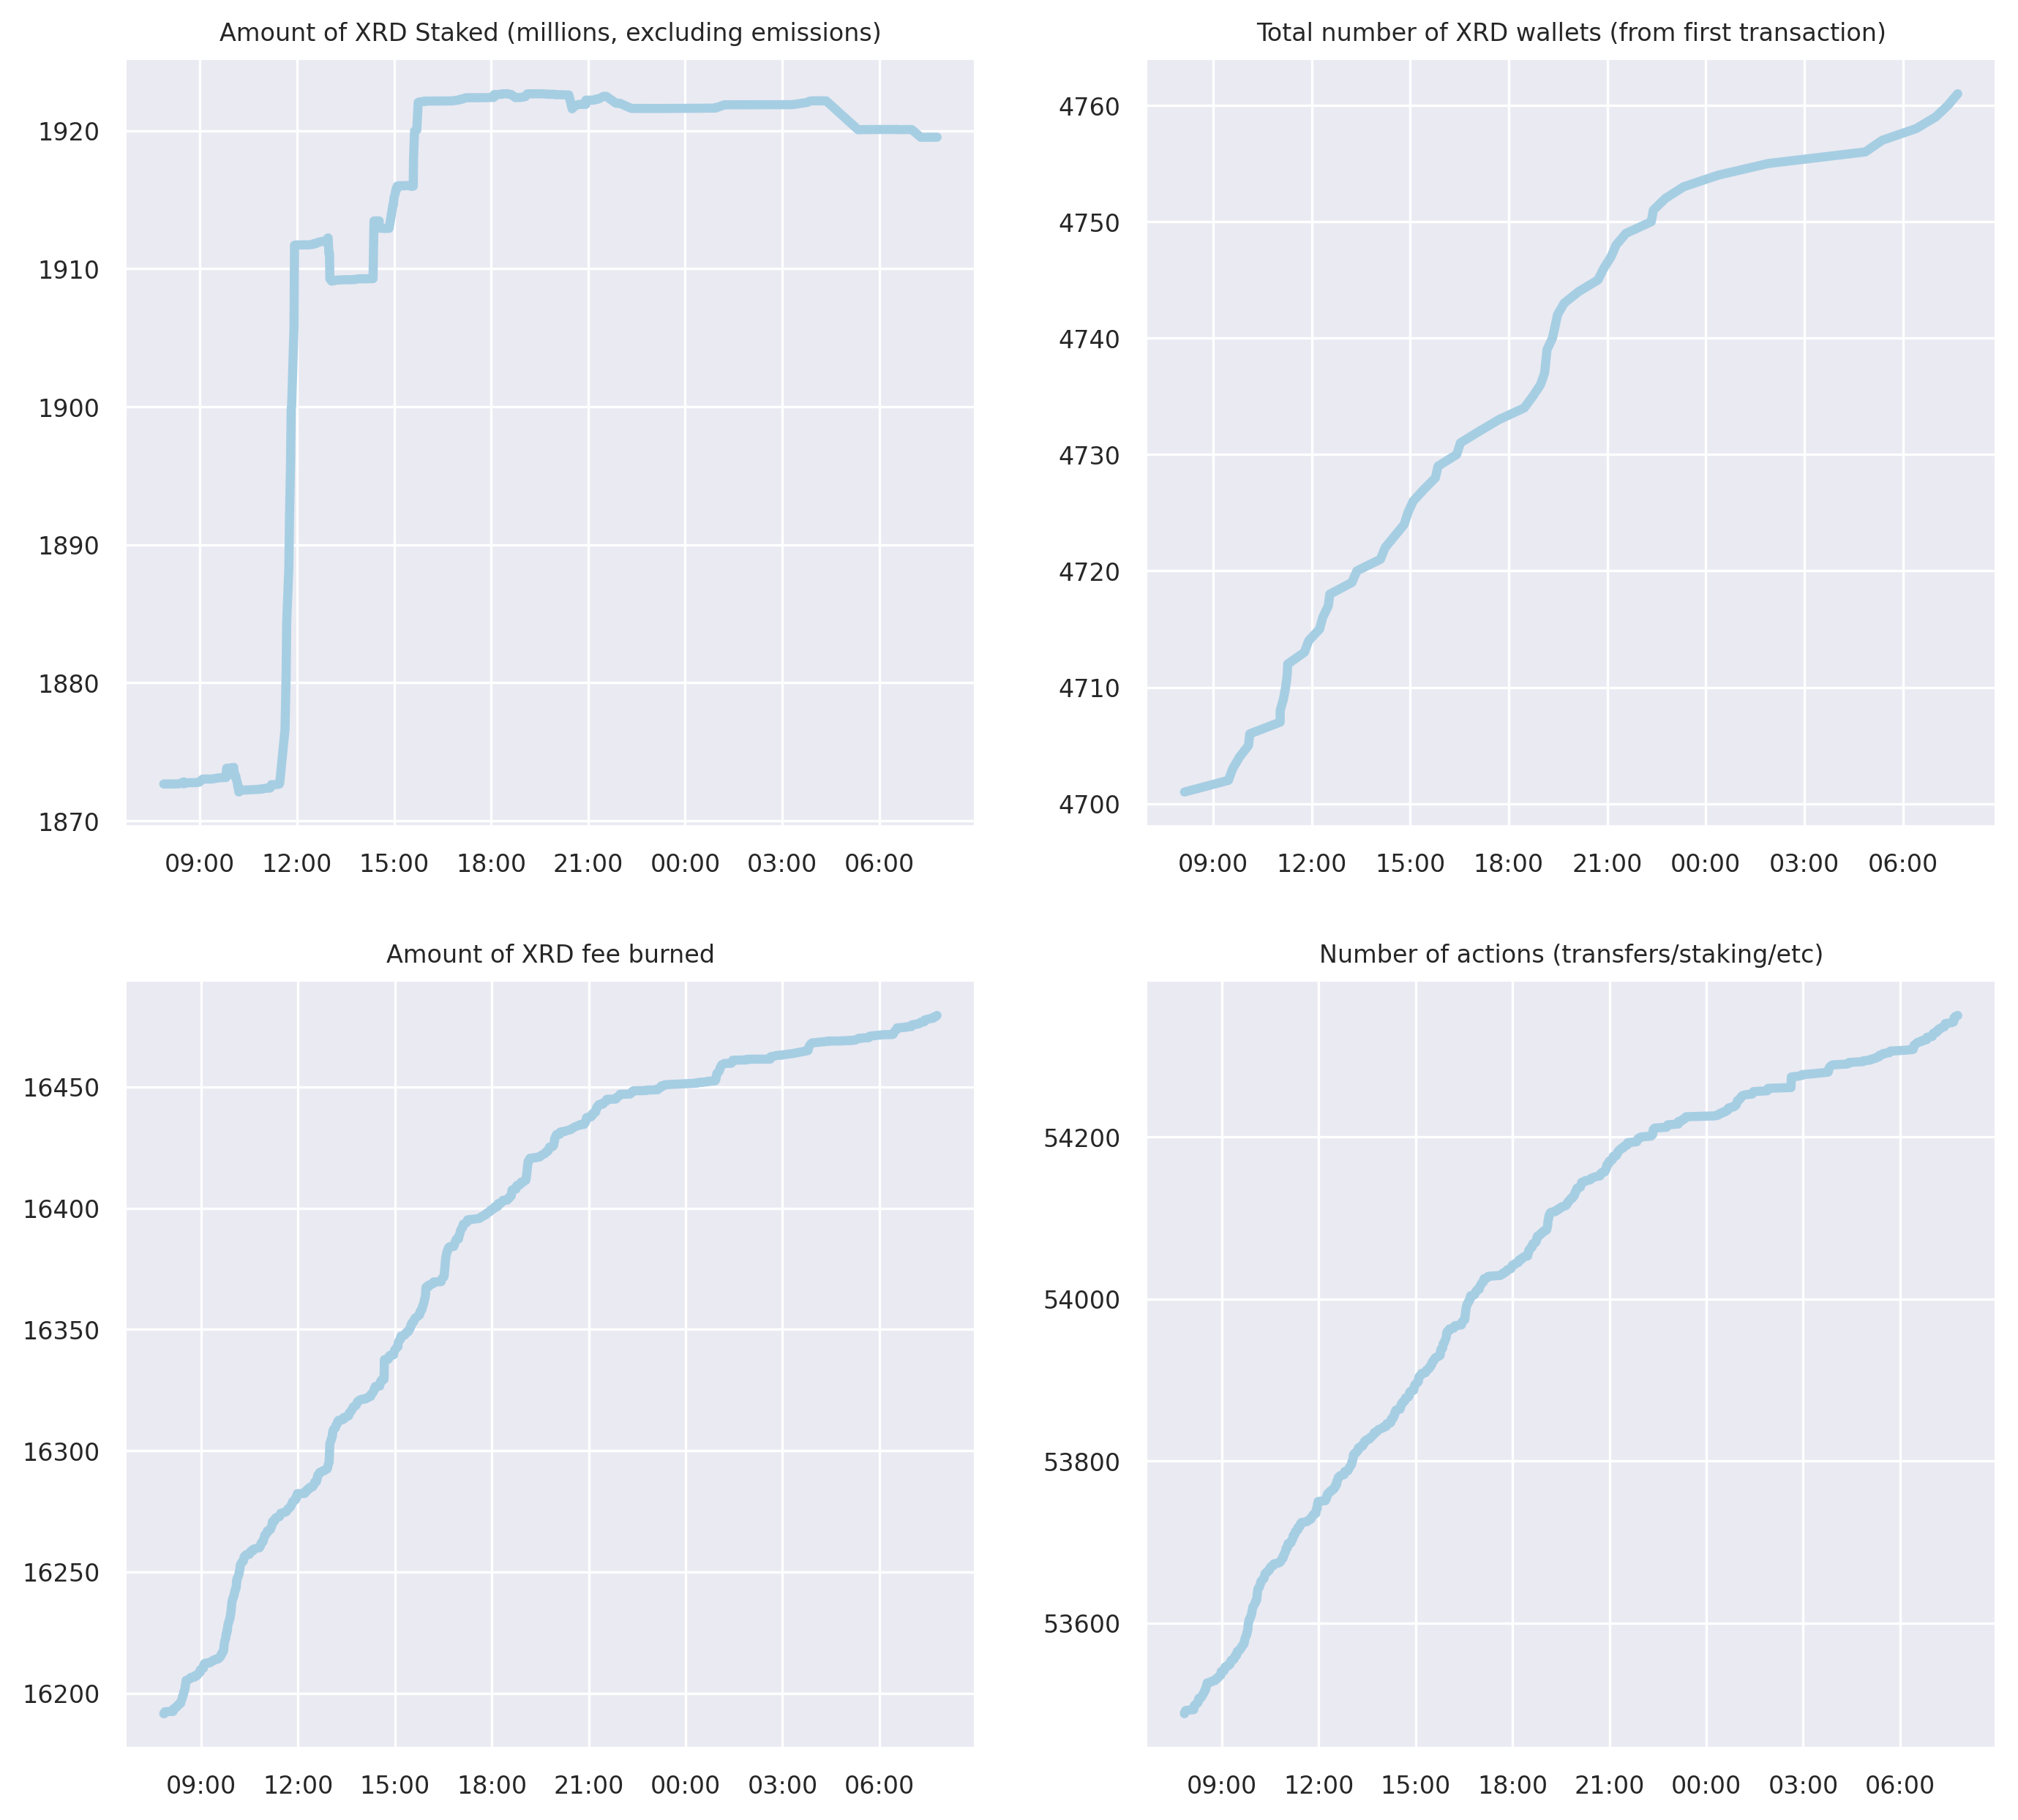 Amount of XRD Staked (millions, excluding emissions)
1920
1910
1900
1890
1880
1870
09:00 12:00 15:00 18:00 21:00 00:00 03:00 06:00
Total number of XRD wallets (from first transaction)
4760
4750
4740
4730
4720
4710
4700
09:00 12:00 15:00 18:00 21:00 00:00 03:00 06:00
Amount of XRD fee burned
16450
16400
16350
16300
16250
16200
09:00 12:00 15:00 18:00 21:00 00:00 03:00 06:00
Number of actions (transfers/staking/etc)
54200
54000
53800
53600
09:00 12:00 15:00 18:00 21:00 00:00 03:00 06:00